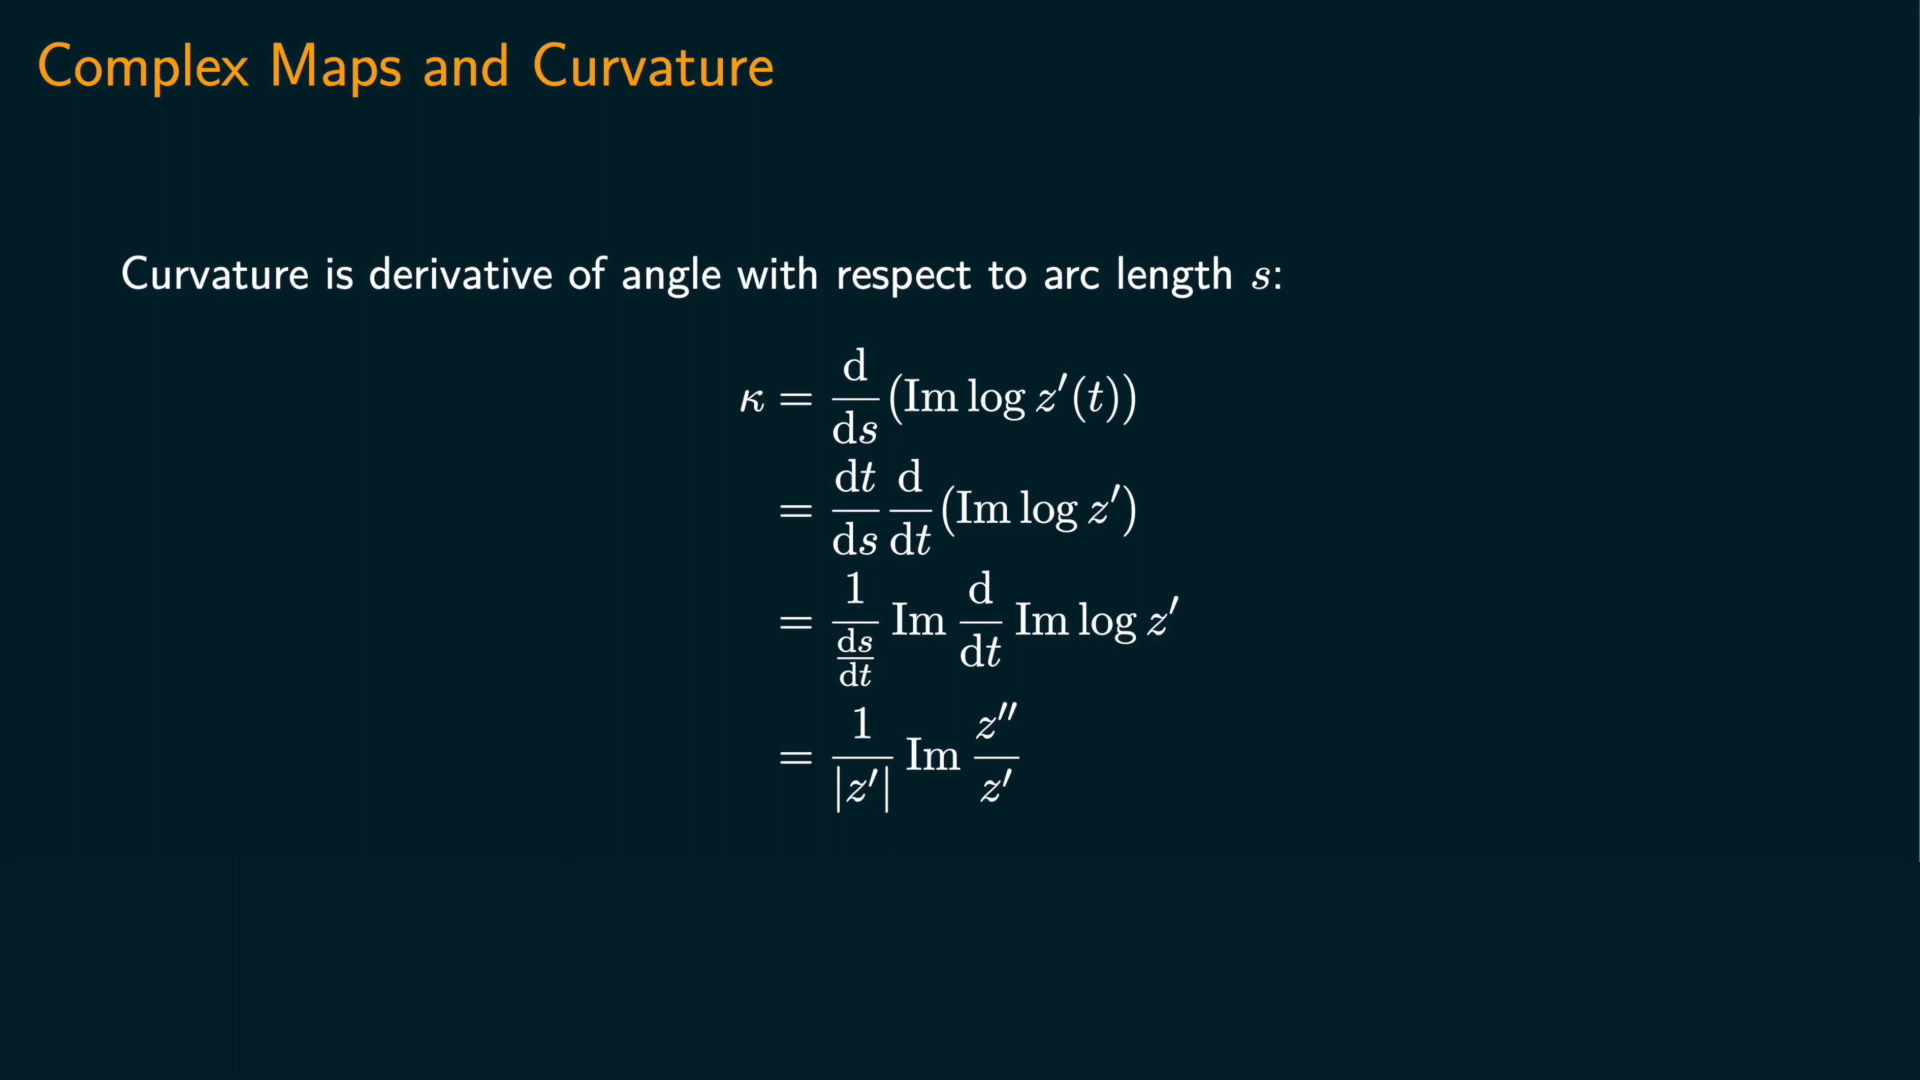 Complex Maps and Curvature
Curvature is derivative of angle with respect to arc length s:
κ = d/ds (Im log z′(t))
= dt/ds d/dt (Im log z′)
= 1/(ds/dt) Im d/dt Im log z′
= 1/|z′| Im z″/z′